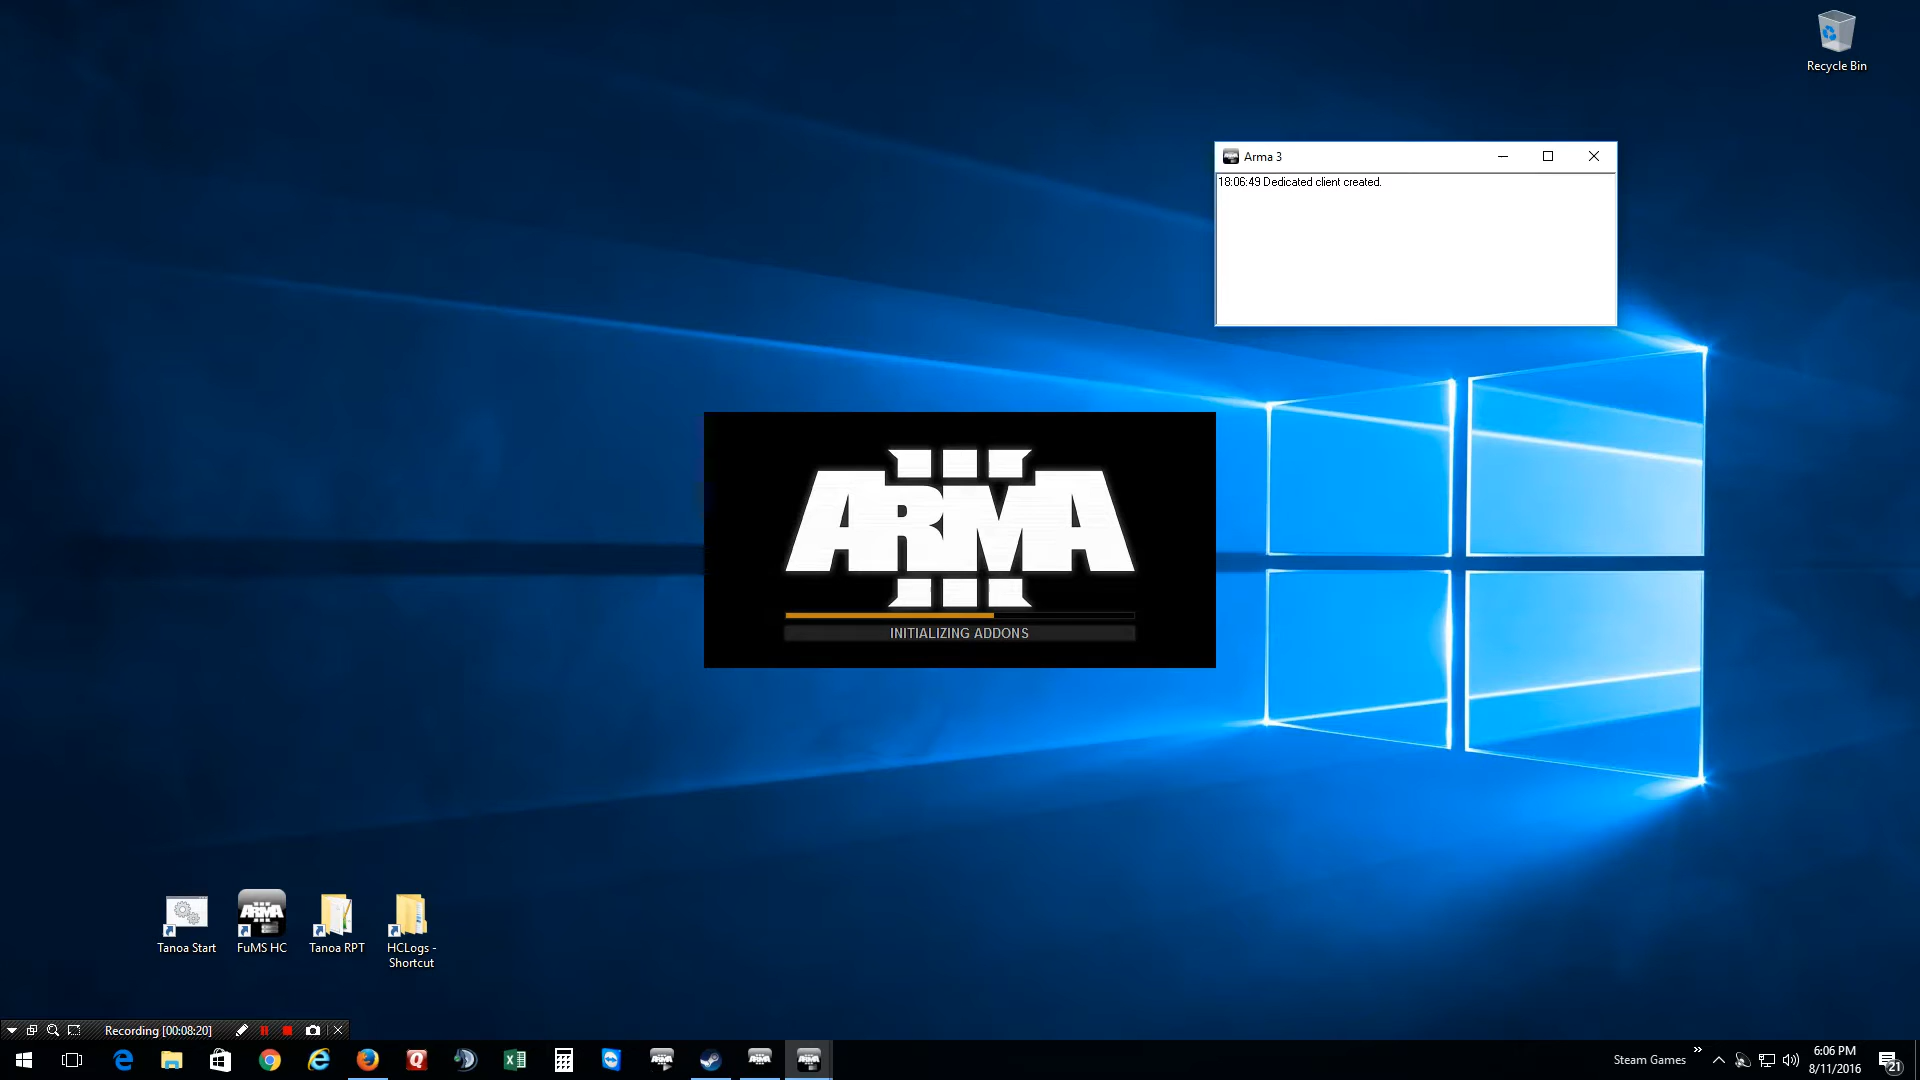 Recycle Bin
Arma 3
18:06:49 Dedicated client created.
ARMA
III
INITIALIZING ADDONS
Tanoa Start
FuMS HC
Tanoa RPT
HCLogs -
Shortcut
Recording [00:08:20]
Steam Games
6:06 PM
8/11/2016
21